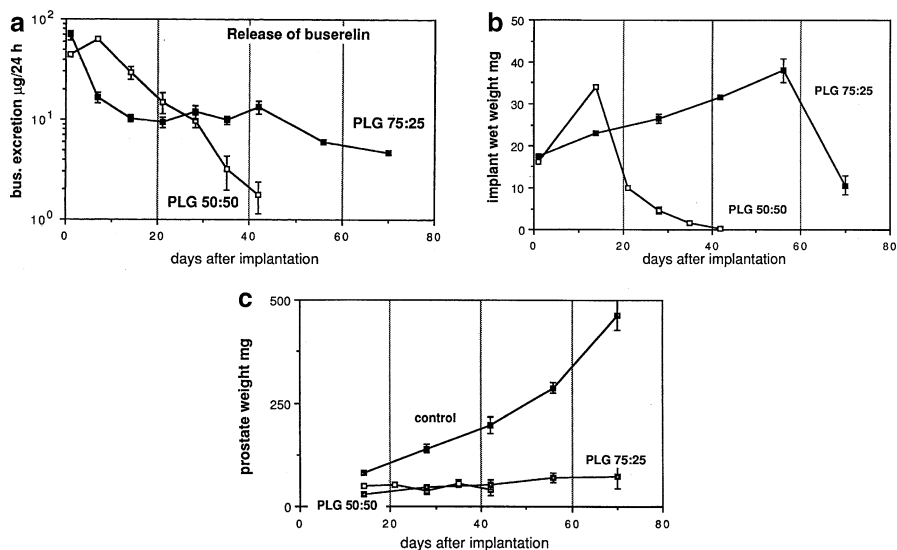 a
Release of buserelin
bus. excretion µg/24 h
10²
10¹
10⁰
PLG 75:25
PLG 50:50
0 20 40 60 80
days after implantation
b
implant wet weight mg
50
40
30
20
10
0
PLG 75:25
PLG 50:50
0 20 40 60 80
days after implantation
c
prostate weight mg
500
250
0
control
PLG 75:25
PLG 50:50
0 20 40 60 80
days after implantation